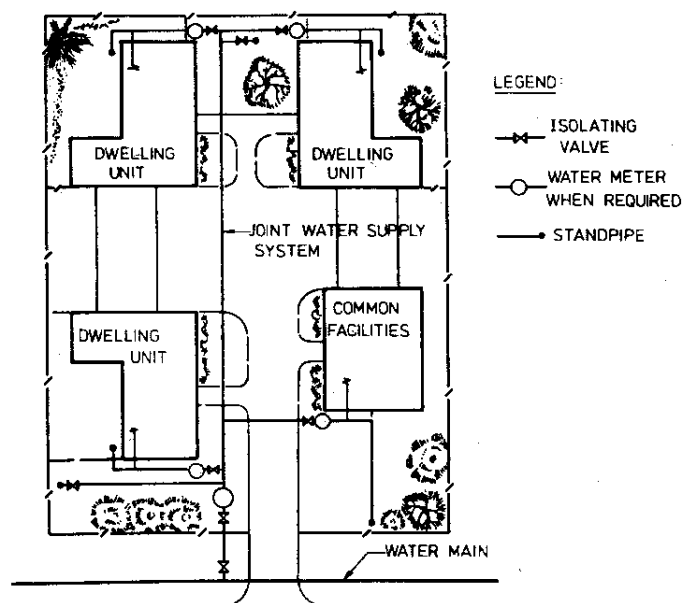 LEGEND:
ISOLATING
VALVE
WATER METER
WHEN REQUIRED
STANDPIPE
DWELLING
UNIT
DWELLING
UNIT
JOINT WATER SUPPLY
SYSTEM
DWELLING
UNIT
COMMON
FACILITIES
WATER MAIN